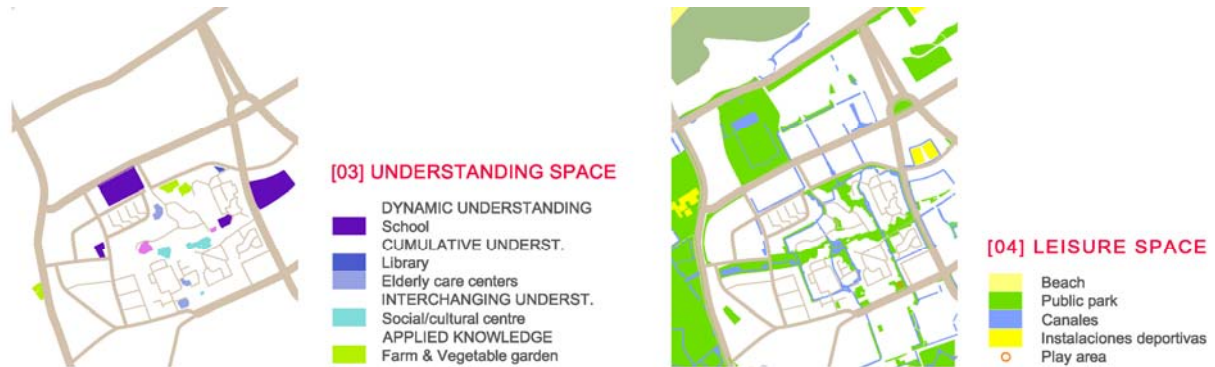 [03] UNDERSTANDING SPACE
DYNAMIC UNDERSTANDING
School
CUMULATIVE UNDERST.
Library
Elderly care centers
INTERCHANGING UNDERST.
Social/cultural centre
APPLIED KNOWLEDGE
Farm & Vegetable garden
[04] LEISURE SPACE
Beach
Public park
Canales
Instalaciones deportivas
Play area